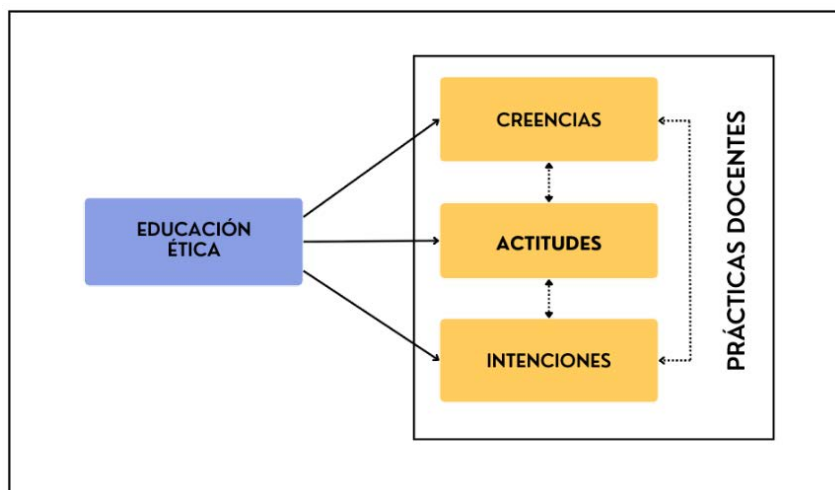 EDUCACIÓN
ÉTICA
CREENCIAS
ACTITUDES
INTENCIONES
PRÁCTICAS DOCENTES